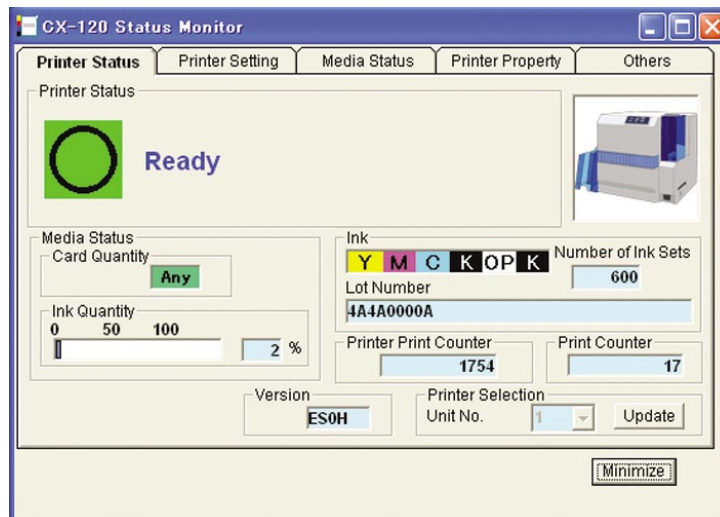 CX-120 Status Monitor
Printer Status Printer Setting Media Status Printer Property Others
Printer Status
Ready
Media Status
Card Quantity
Any
Ink Quantity
0 50 100
2 %
Ink
Y M C K OP K
Number of Ink Sets
600
Lot Number
4A4A0000A
Printer Print Counter
1754
Print Counter
17
Version
ES0H
Printer Selection
Unit No. 1 Update
Minimize